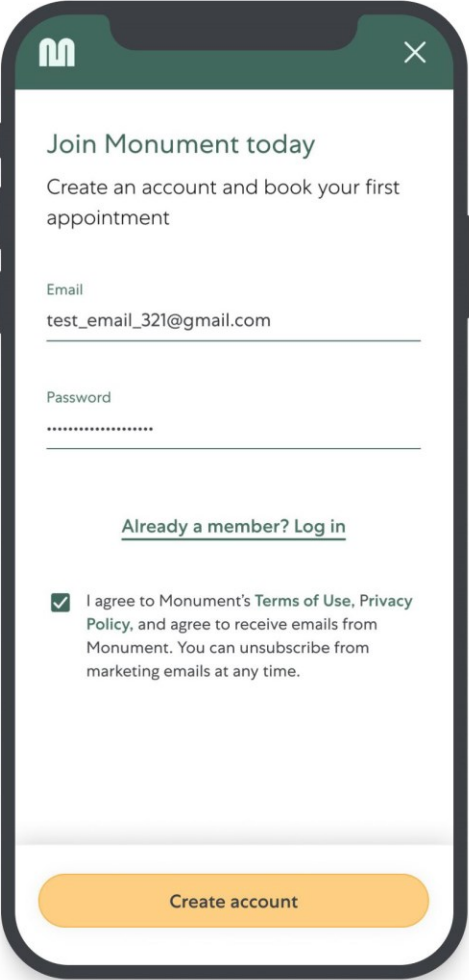 Join Monument today
Create an account and book your first
appointment
Email
test_email_321@gmail.com
Password
••••••••••••••••••••
Already a member? Log in
I agree to Monument's Terms of Use, Privacy
Policy, and agree to receive emails from
Monument. You can unsubscribe from
marketing emails at any time.
Create account